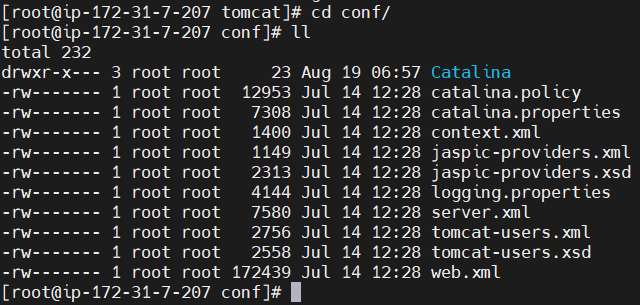 [root@ip-172-31-7-207 tomcat]# cd conf/
[root@ip-172-31-7-207 conf]# ll
total 232
drwxr-x--- 3 root root     23 Aug 19 06:57 Catalina
-rw------- 1 root root  12953 Jul 14 12:28 catalina.policy
-rw------- 1 root root   7308 Jul 14 12:28 catalina.properties
-rw------- 1 root root   1400 Jul 14 12:28 context.xml
-rw------- 1 root root   1149 Jul 14 12:28 jaspic-providers.xml
-rw------- 1 root root   2313 Jul 14 12:28 jaspic-providers.xsd
-rw------- 1 root root   4144 Jul 14 12:28 logging.properties
-rw------- 1 root root   7580 Jul 14 12:28 server.xml
-rw------- 1 root root   2756 Jul 14 12:28 tomcat-users.xml
-rw------- 1 root root   2558 Jul 14 12:28 tomcat-users.xsd
-rw------- 1 root root 172439 Jul 14 12:28 web.xml
[root@ip-172-31-7-207 conf]#